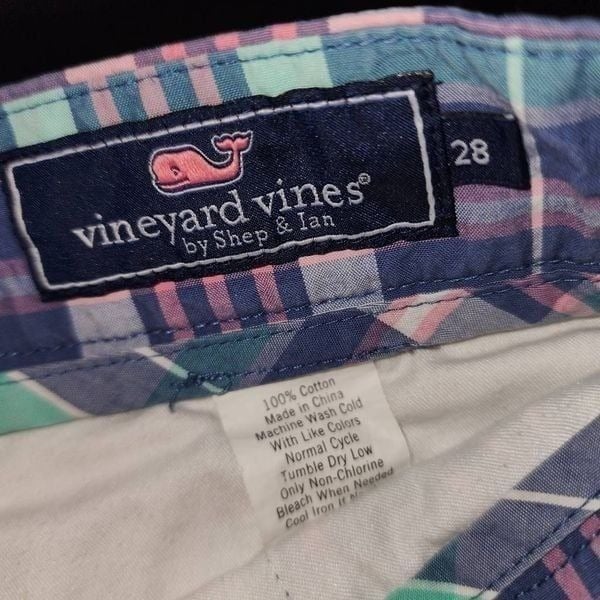 vineyard vines®
by Shep & Ian
28
100% Cotton
Made in China
Machine Wash Cold
With Like Colors
Normal Cycle
Tumble Dry Low
Only Non-Chlorine
Bleach When Needed
Cool Iron If